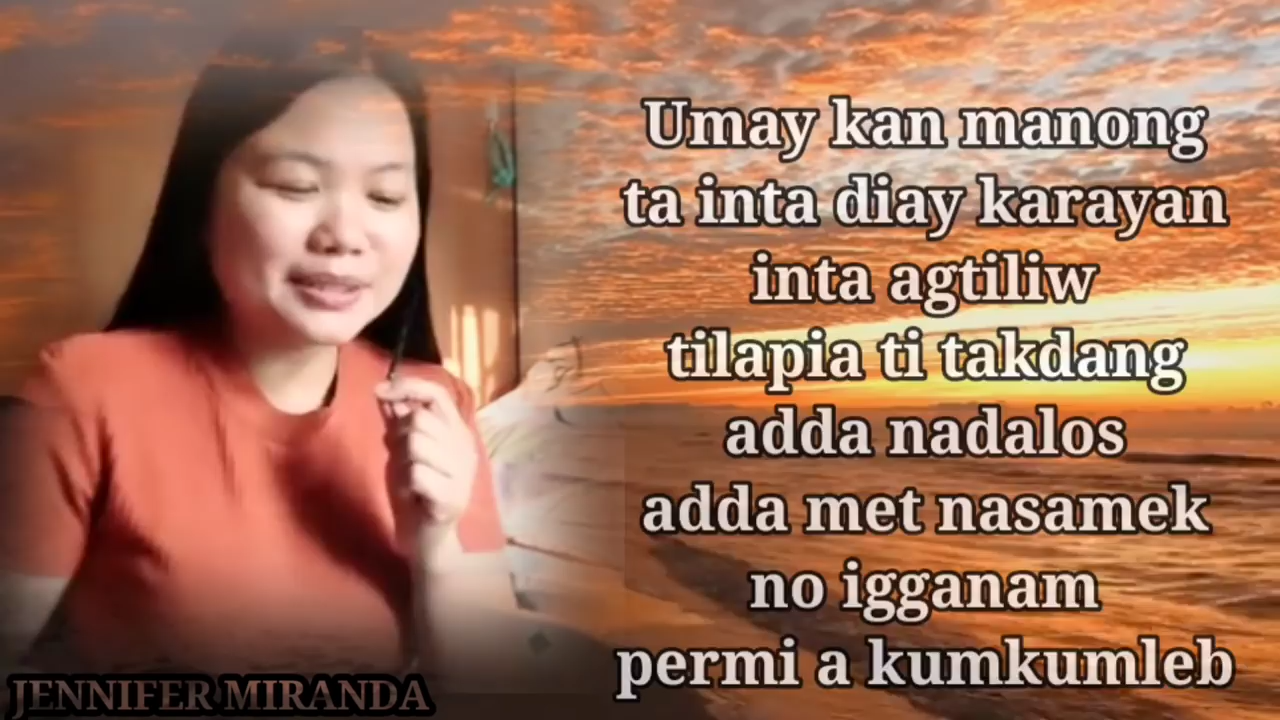 Umay kan manong
ta inta diay karayan
inta agtiliw
tilapia ti takdang
adda nadalos
adda met nasamek
no igganam
permi a kumkumleb
JENNIFER MIRANDA